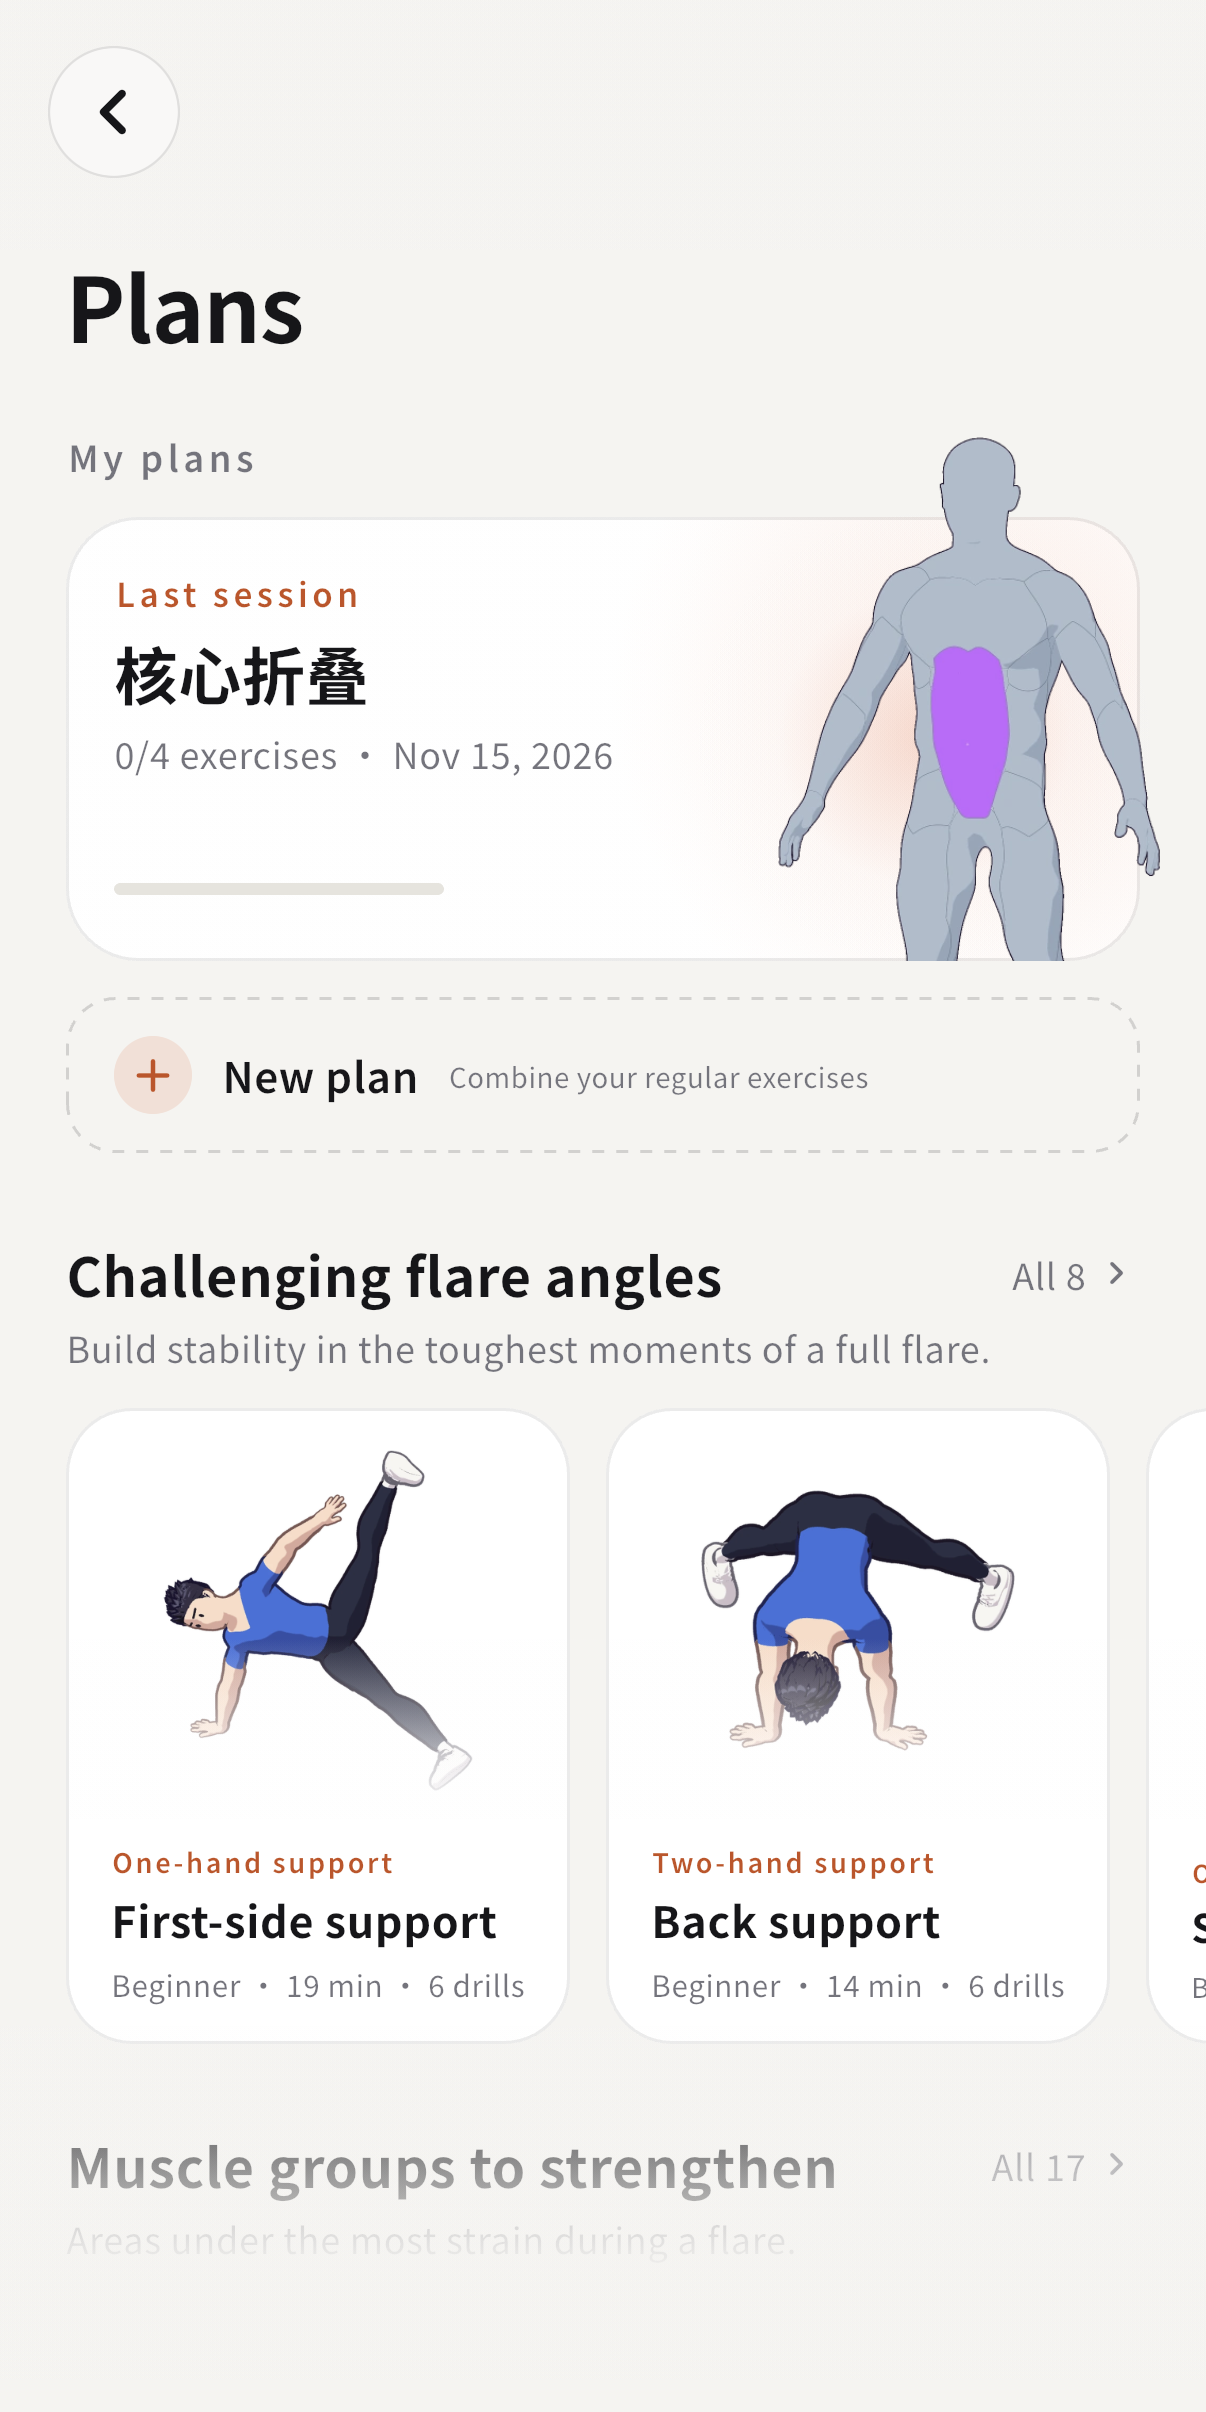 Plans
My plans
Last session
核心折叠
0/4 exercises • Nov 15, 2026
New plan Combine your regular exercises
Challenging flare angles All 8
Build stability in the toughest moments of a full flare.
One-hand support
First-side support
Beginner • 19 min • 6 drills
Two-hand support
Back support
Beginner • 14 min • 6 drills
Muscle groups to strengthen All 17
Areas under the most strain during a flare.